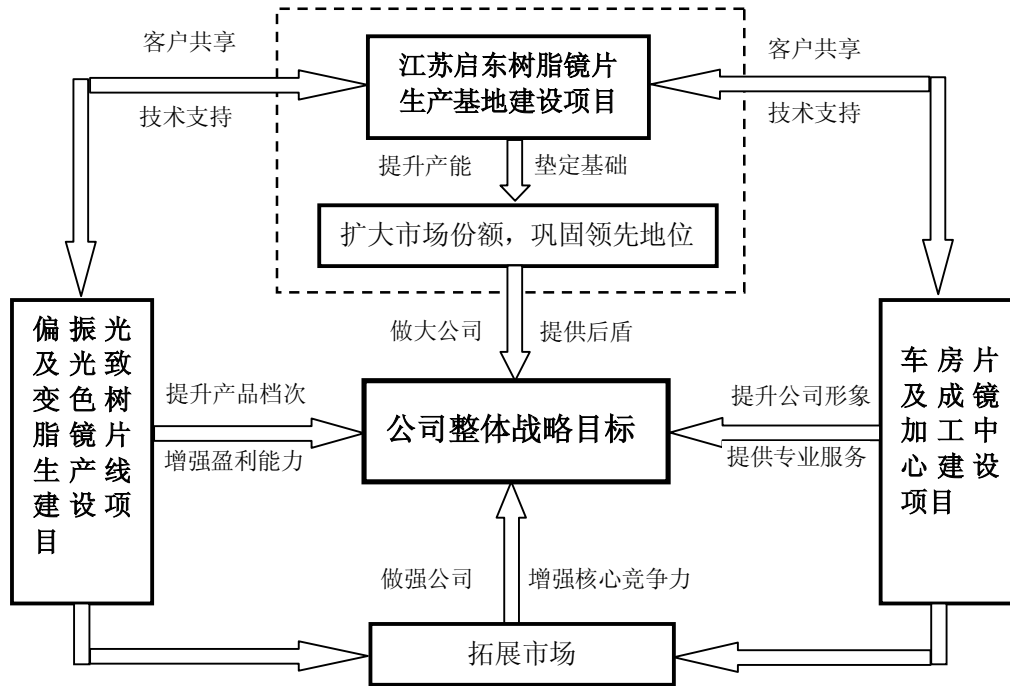 客户共享
客户共享
江苏启东树脂镜片
生产基地建设项目
技术支持
技术支持
提升产能
垫定基础
扩大市场份额，巩固领先地位
做大公司
提供后盾
偏振光
及光致
变色树
脂镜片
生产线
建设项
目
车房片
及成镜
加工中
心建设
项目
提升产品档次
增强盈利能力
公司整体战略目标
提升公司形象
提供专业服务
做强公司
增强核心竞争力
拓展市场